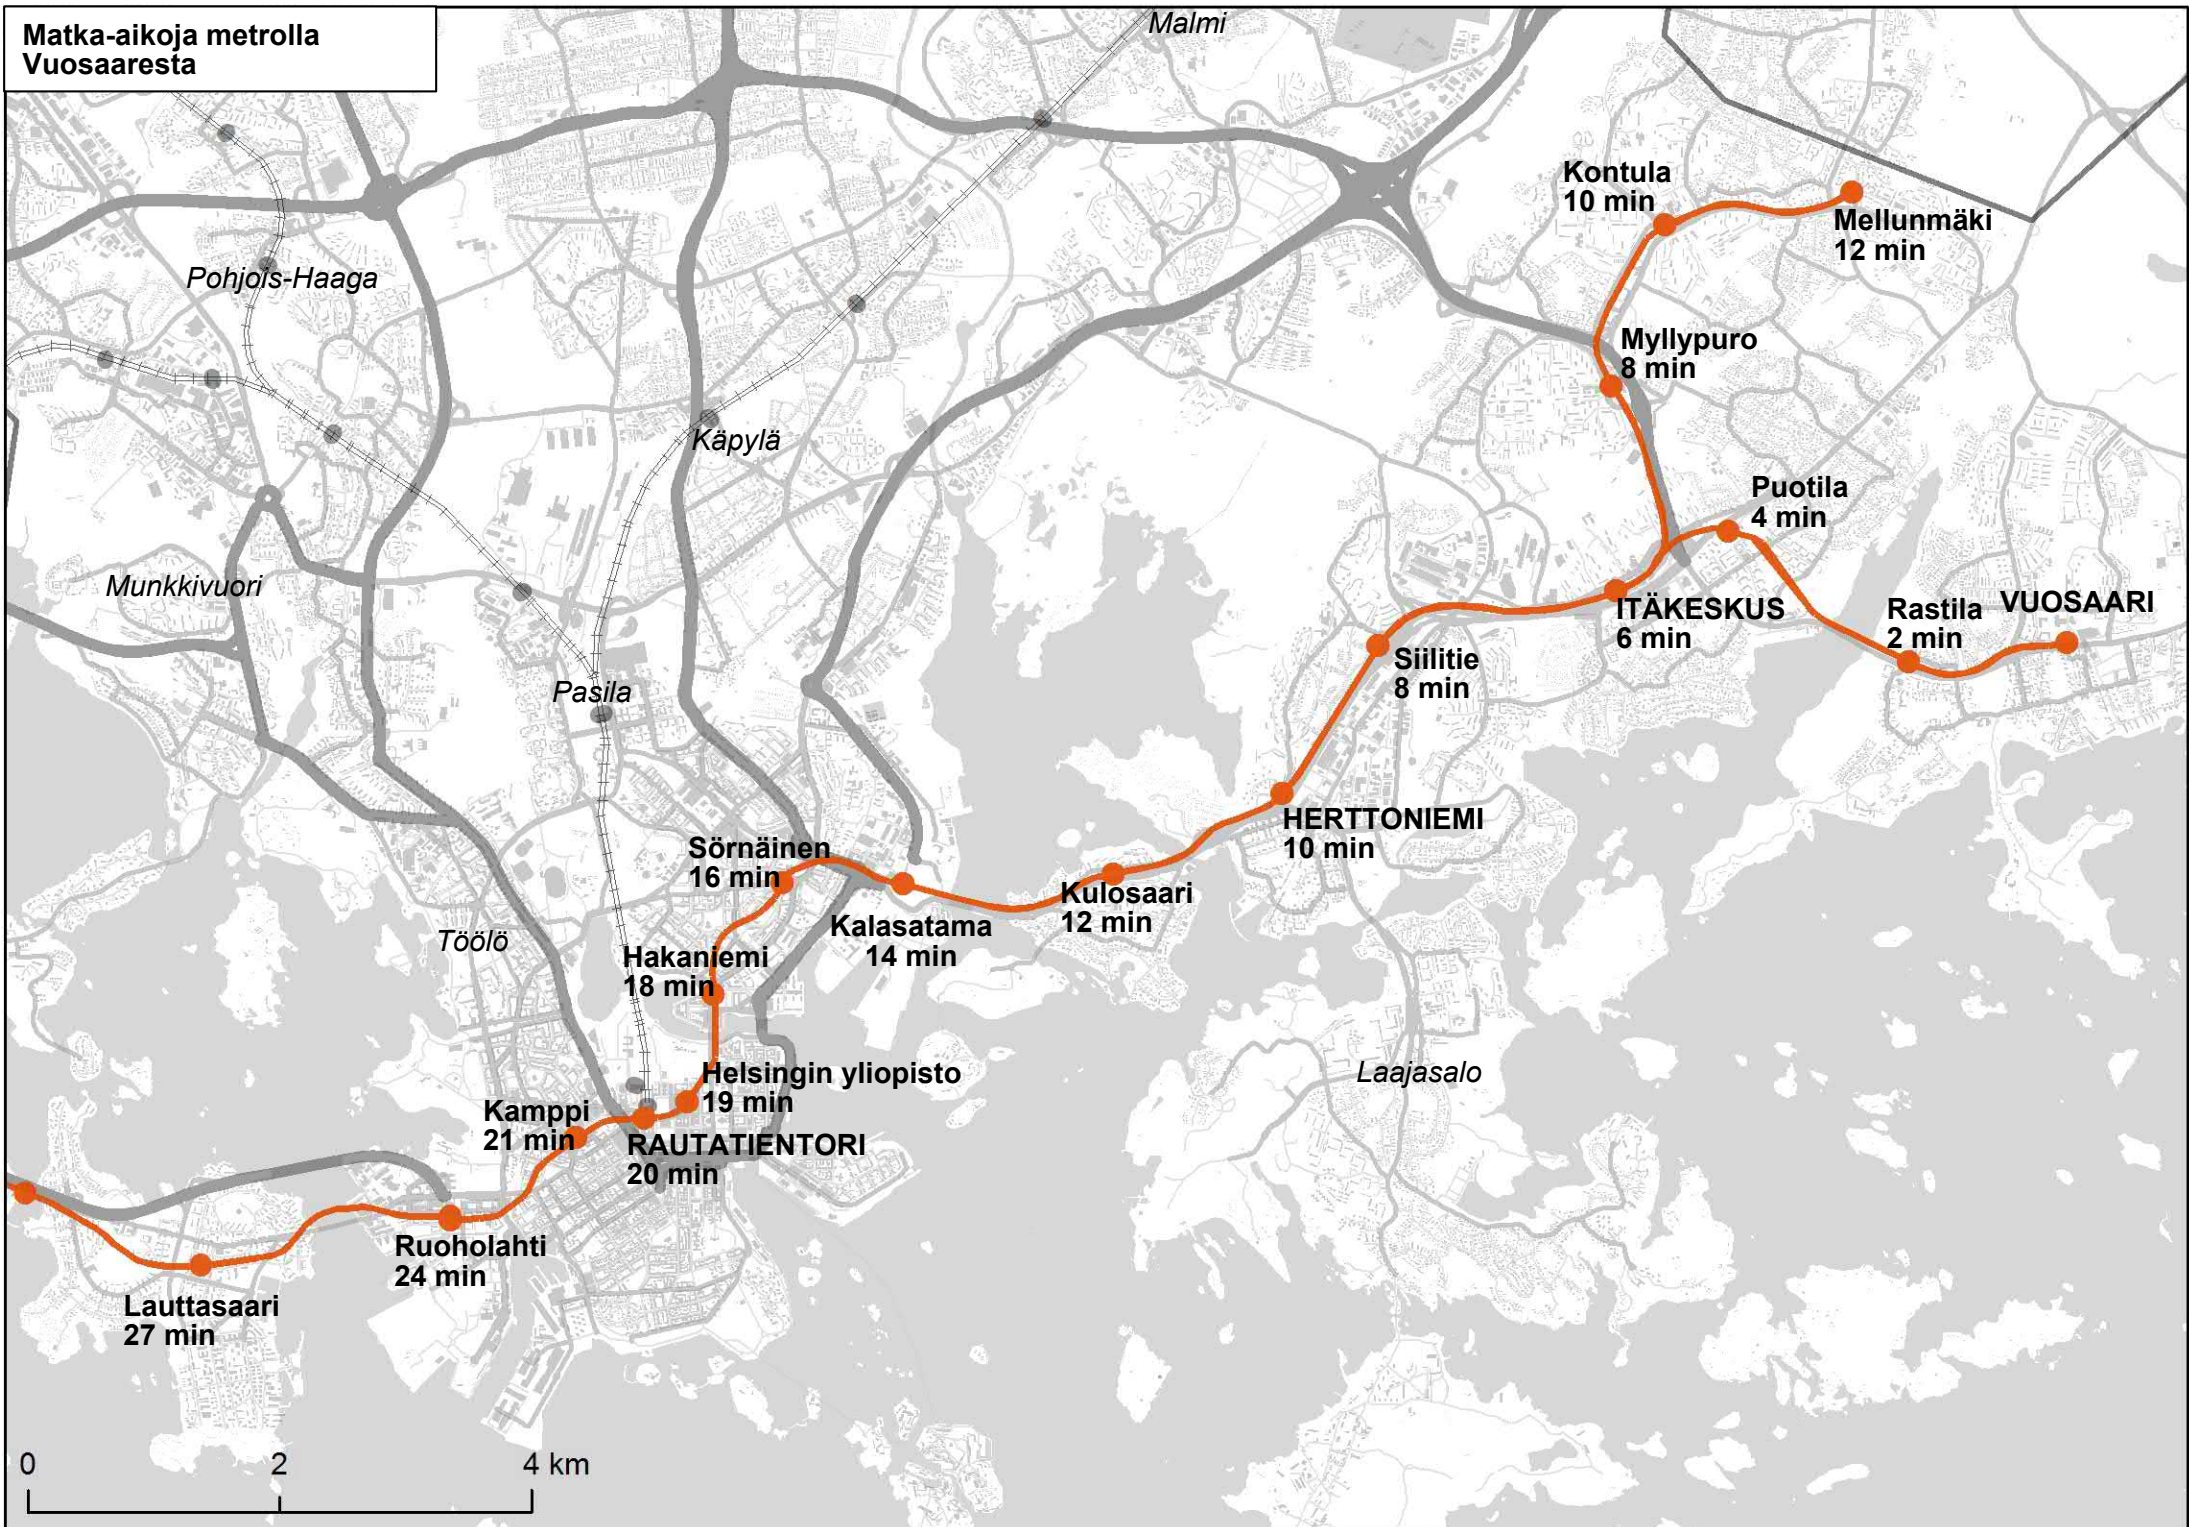 Matka-aikoja metrolla
Vuosaaresta
Malmi
Kontula
10 min
Mellunmäki
12 min
Pohjois-Haaga
Myllypuro
8 min
Käpylä
Puotila
4 min
Munkkivuori
ITÄKESKUS
6 min
Rastila
2 min
VUOSAARI
Siilitie
8 min
Pasila
HERTTONIEMI
10 min
Sörnäinen
16 min
Kulosaari
12 min
Kalasatama
14 min
Töölö
Hakaniemi
18 min
Helsingin yliopisto
19 min
Laajasalo
Kamppi
21 min
RAUTATIENTORI
20 min
Ruoholahti
24 min
Lauttasaari
27 min
0 2 4 km